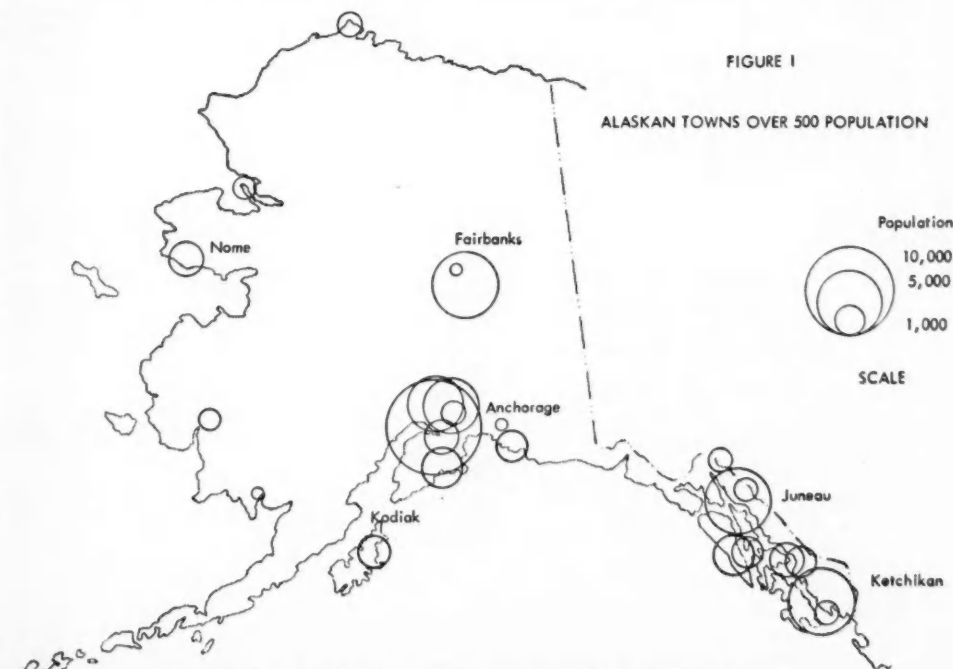 FIGURE I
ALASKAN TOWNS OVER 500 POPULATION
Population
10,000
5,000
1,000
SCALE
Nome
Fairbanks
Anchorage
Kodiak
Juneau
Ketchikan